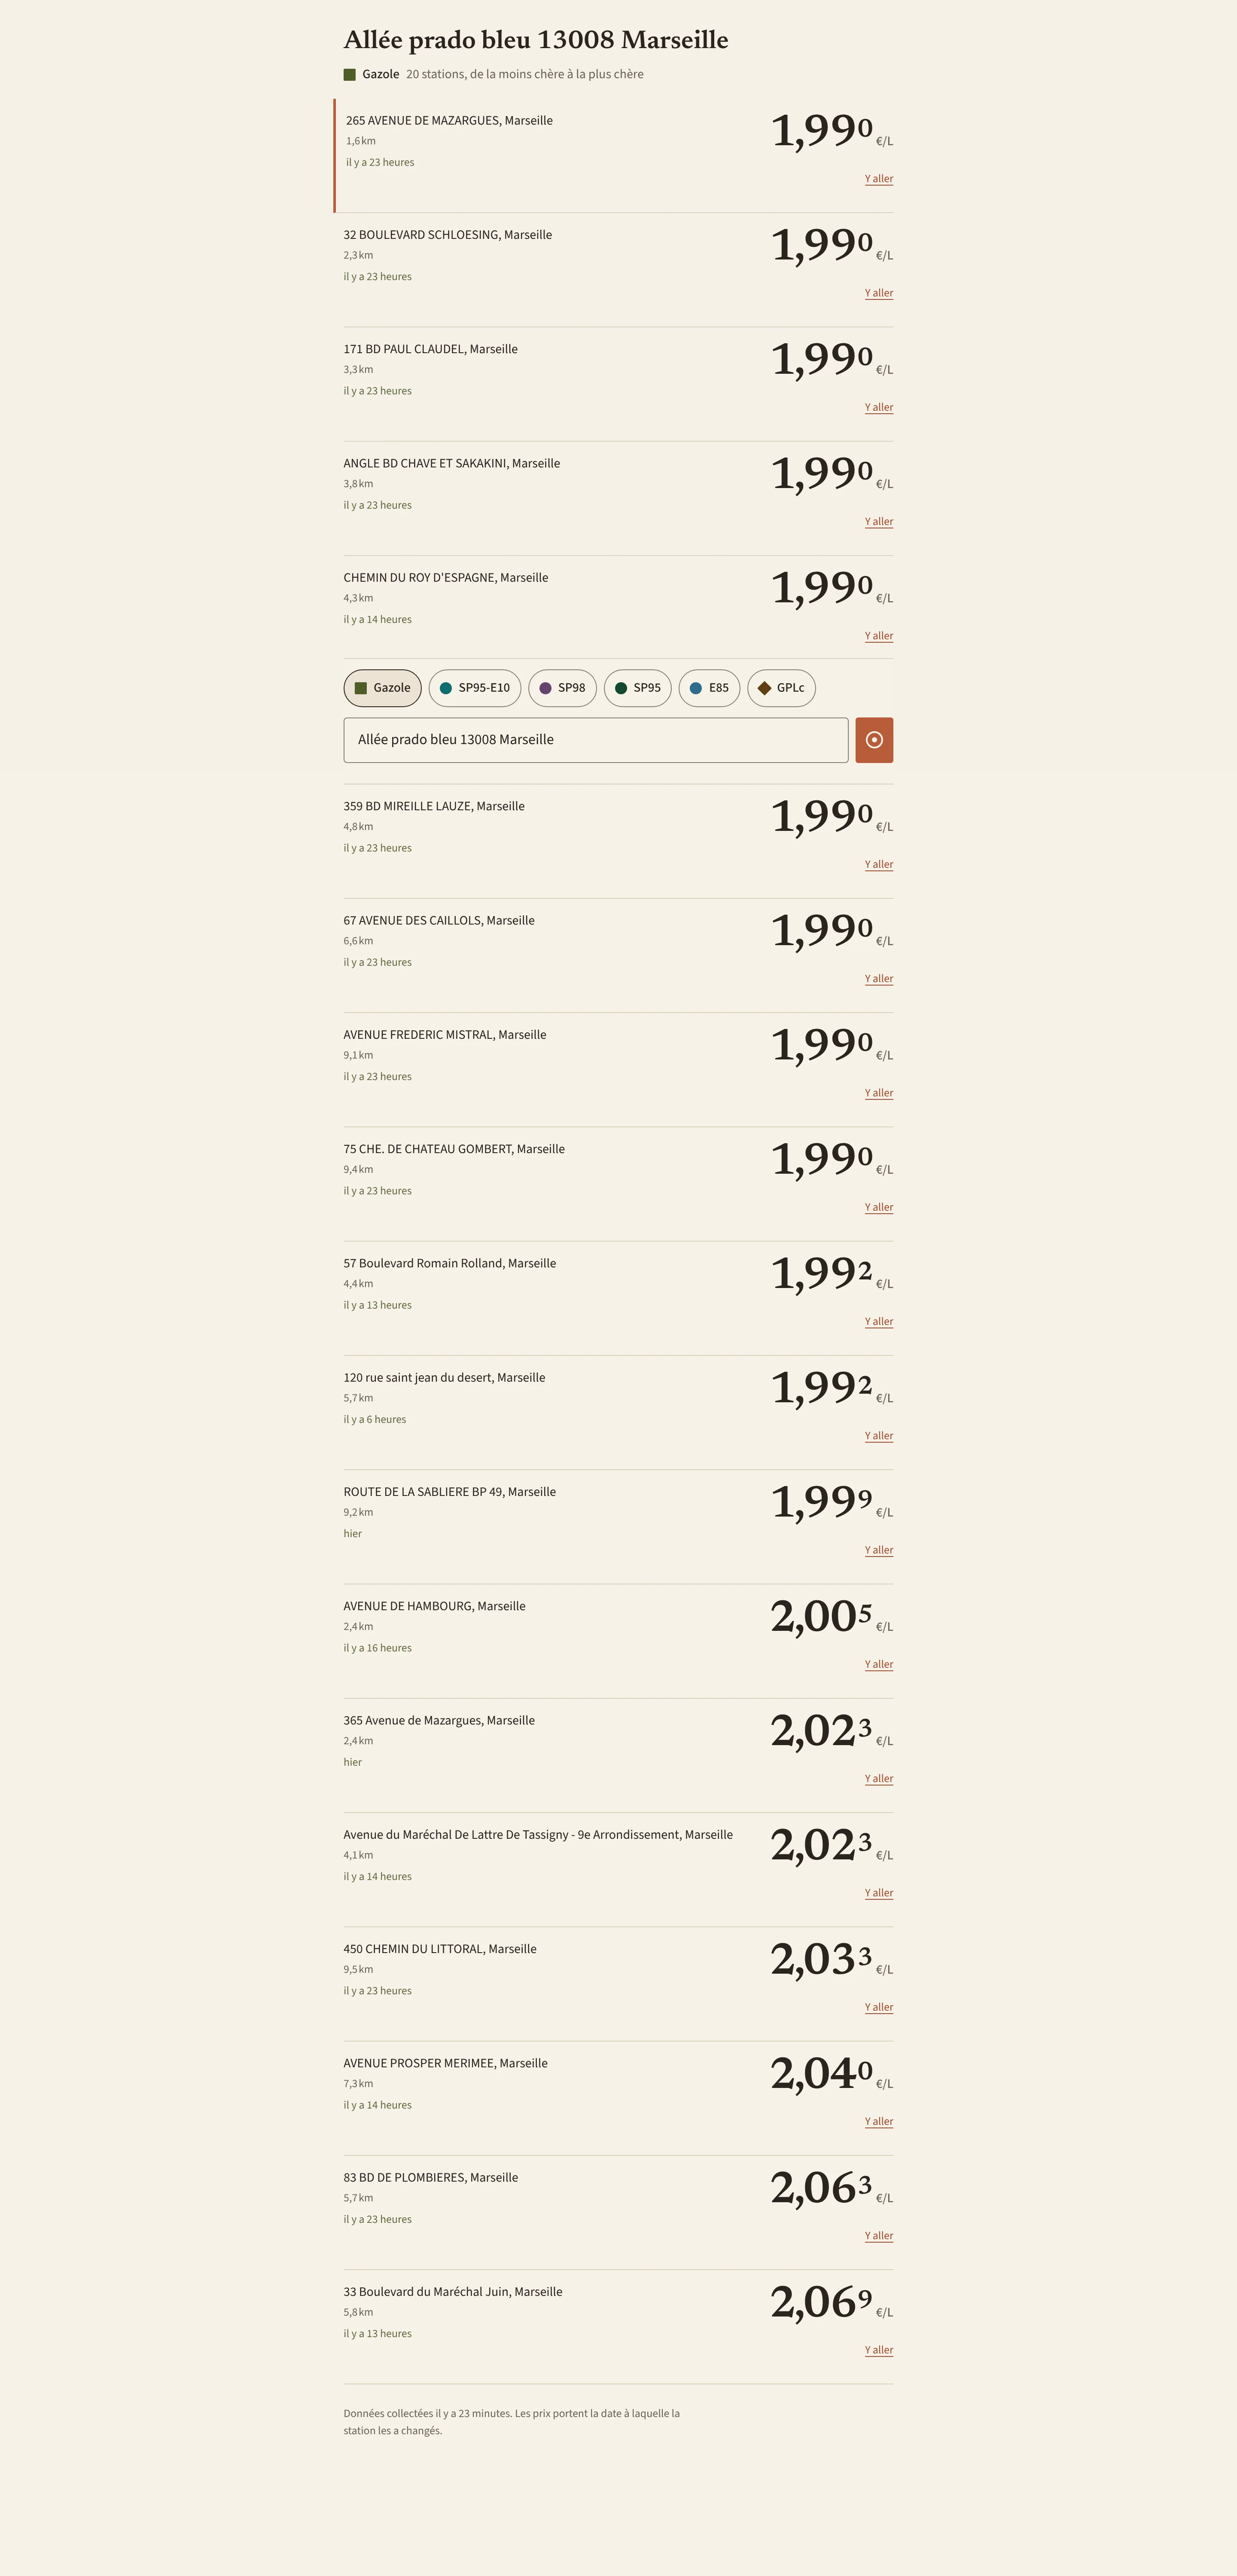 Allée prado bleu 13008 Marseille
Gazole 20 stations, de la moins chère à la plus chère
265 AVENUE DE MAZARGUES, Marseille
1,6 km
il y a 23 heures
1,990 €/L
Y aller
32 BOULEVARD SCHLOESING, Marseille
2,3 km
il y a 23 heures
1,990 €/L
Y aller
171 BD PAUL CLAUDEL, Marseille
3,3 km
il y a 23 heures
1,990 €/L
Y aller
ANGLE BD CHAVE ET SAKAKINI, Marseille
3,8 km
il y a 23 heures
1,990 €/L
Y aller
CHEMIN DU ROY D'ESPAGNE, Marseille
4,3 km
il y a 14 heures
1,990 €/L
Y aller
Gazole SP95-E10 SP98 SP95 E85 GPLc
Allée prado bleu 13008 Marseille
359 BD MIREILLE LAUZE, Marseille
4,8 km
il y a 23 heures
1,990 €/L
Y aller
67 AVENUE DES CAILLOLS, Marseille
6,6 km
il y a 23 heures
1,990 €/L
Y aller
AVENUE FREDERIC MISTRAL, Marseille
9,1 km
il y a 23 heures
1,990 €/L
Y aller
75 CHE. DE CHATEAU GOMBERT, Marseille
9,4 km
il y a 23 heures
1,990 €/L
Y aller
57 Boulevard Romain Rolland, Marseille
4,4 km
il y a 13 heures
1,992 €/L
Y aller
120 rue saint jean du desert, Marseille
5,7 km
il y a 6 heures
1,992 €/L
Y aller
ROUTE DE LA SABLIERE BP 49, Marseille
9,2 km
hier
1,999 €/L
Y aller
AVENUE DE HAMBOURG, Marseille
2,4 km
il y a 16 heures
2,005 €/L
Y aller
365 Avenue de Mazargues, Marseille
2,4 km
hier
2,023 €/L
Y aller
Avenue du Maréchal De Lattre De Tassigny - 9e Arrondissement, Marseille
4,1 km
il y a 14 heures
2,023 €/L
Y aller
450 CHEMIN DU LITTORAL, Marseille
9,5 km
il y a 23 heures
2,033 €/L
Y aller
AVENUE PROSPER MERIMEE, Marseille
7,3 km
il y a 14 heures
2,040 €/L
Y aller
83 BD DE PLOMBIERES, Marseille
5,7 km
il y a 23 heures
2,063 €/L
Y aller
33 Boulevard du Maréchal Juin, Marseille
5,8 km
il y a 13 heures
2,069 €/L
Y aller
Données collectées il y a 23 minutes. Les prix portent la date à laquelle la
station les a changés.